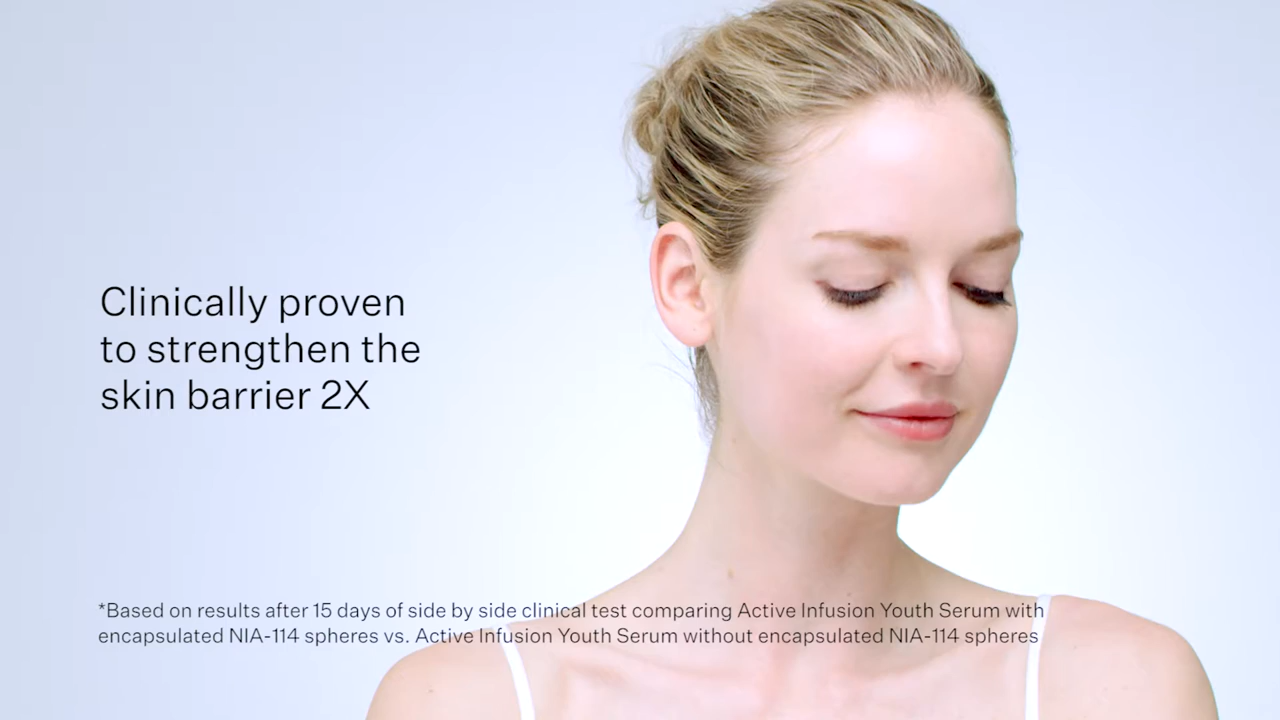 Clinically proven
to strengthen the
skin barrier 2X
*Based on results after 15 days of side by side clinical test comparing Active Infusion Youth Serum with
encapsulated NIA-114 spheres vs. Active Infusion Youth Serum without encapsulated NIA-114 spheres